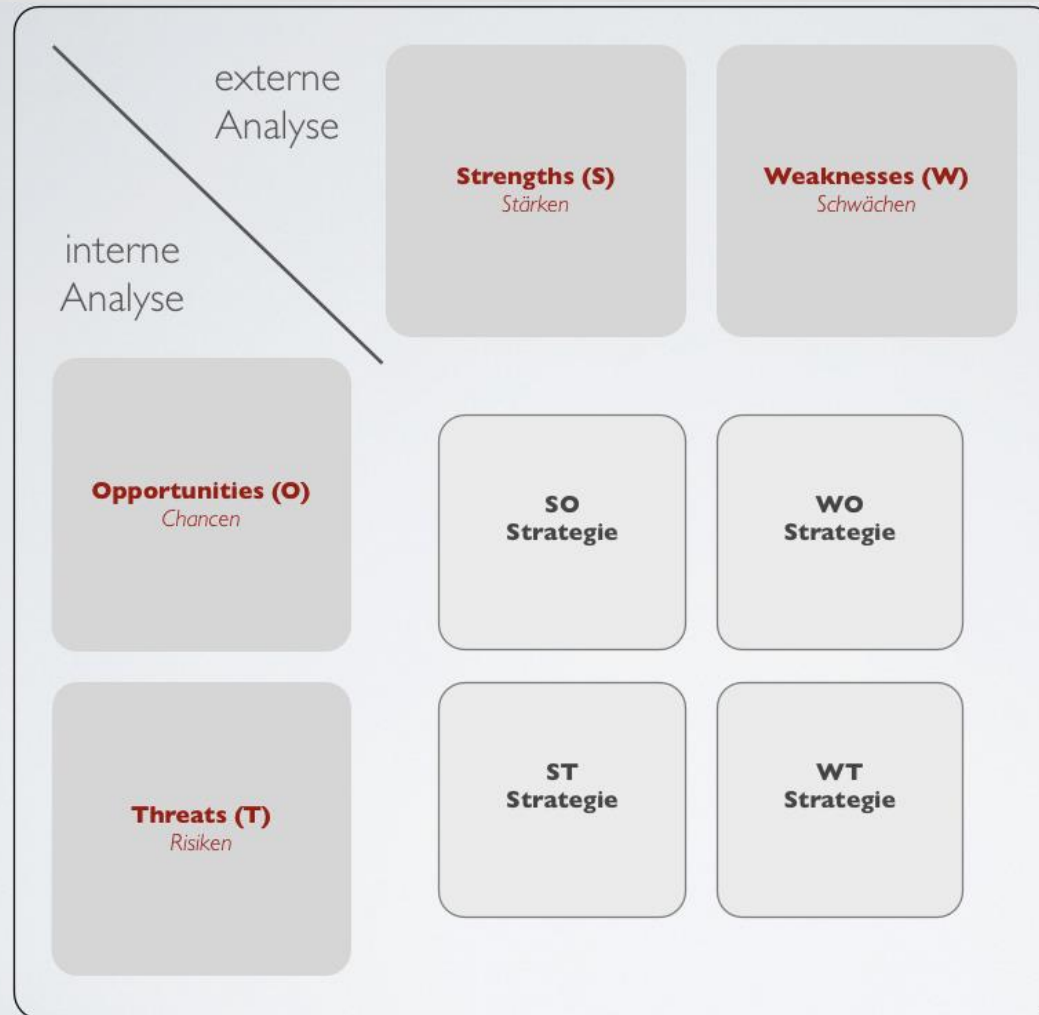 externe
Analyse
interne
Analyse
Strengths (S)
Stärken
Weaknesses (W)
Schwächen
Opportunities (O)
Chancen
SO
Strategie
WO
Strategie
Threats (T)
Risiken
ST
Strategie
WT
Strategie